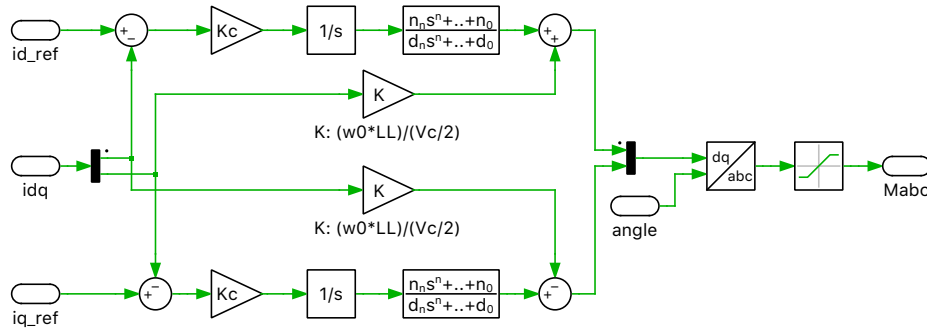 id_ref
+
−
Kc
1/s
nₙsⁿ+..+n₀
dₙsⁿ+..+d₀
+
+
K
K: (w0*LL)/(Vc/2)
idq
K
K: (w0*LL)/(Vc/2)
dq
abc
angle
Mabc
iq_ref
+
−
Kc
1/s
nₙsⁿ+..+n₀
dₙsⁿ+..+d₀
+
−